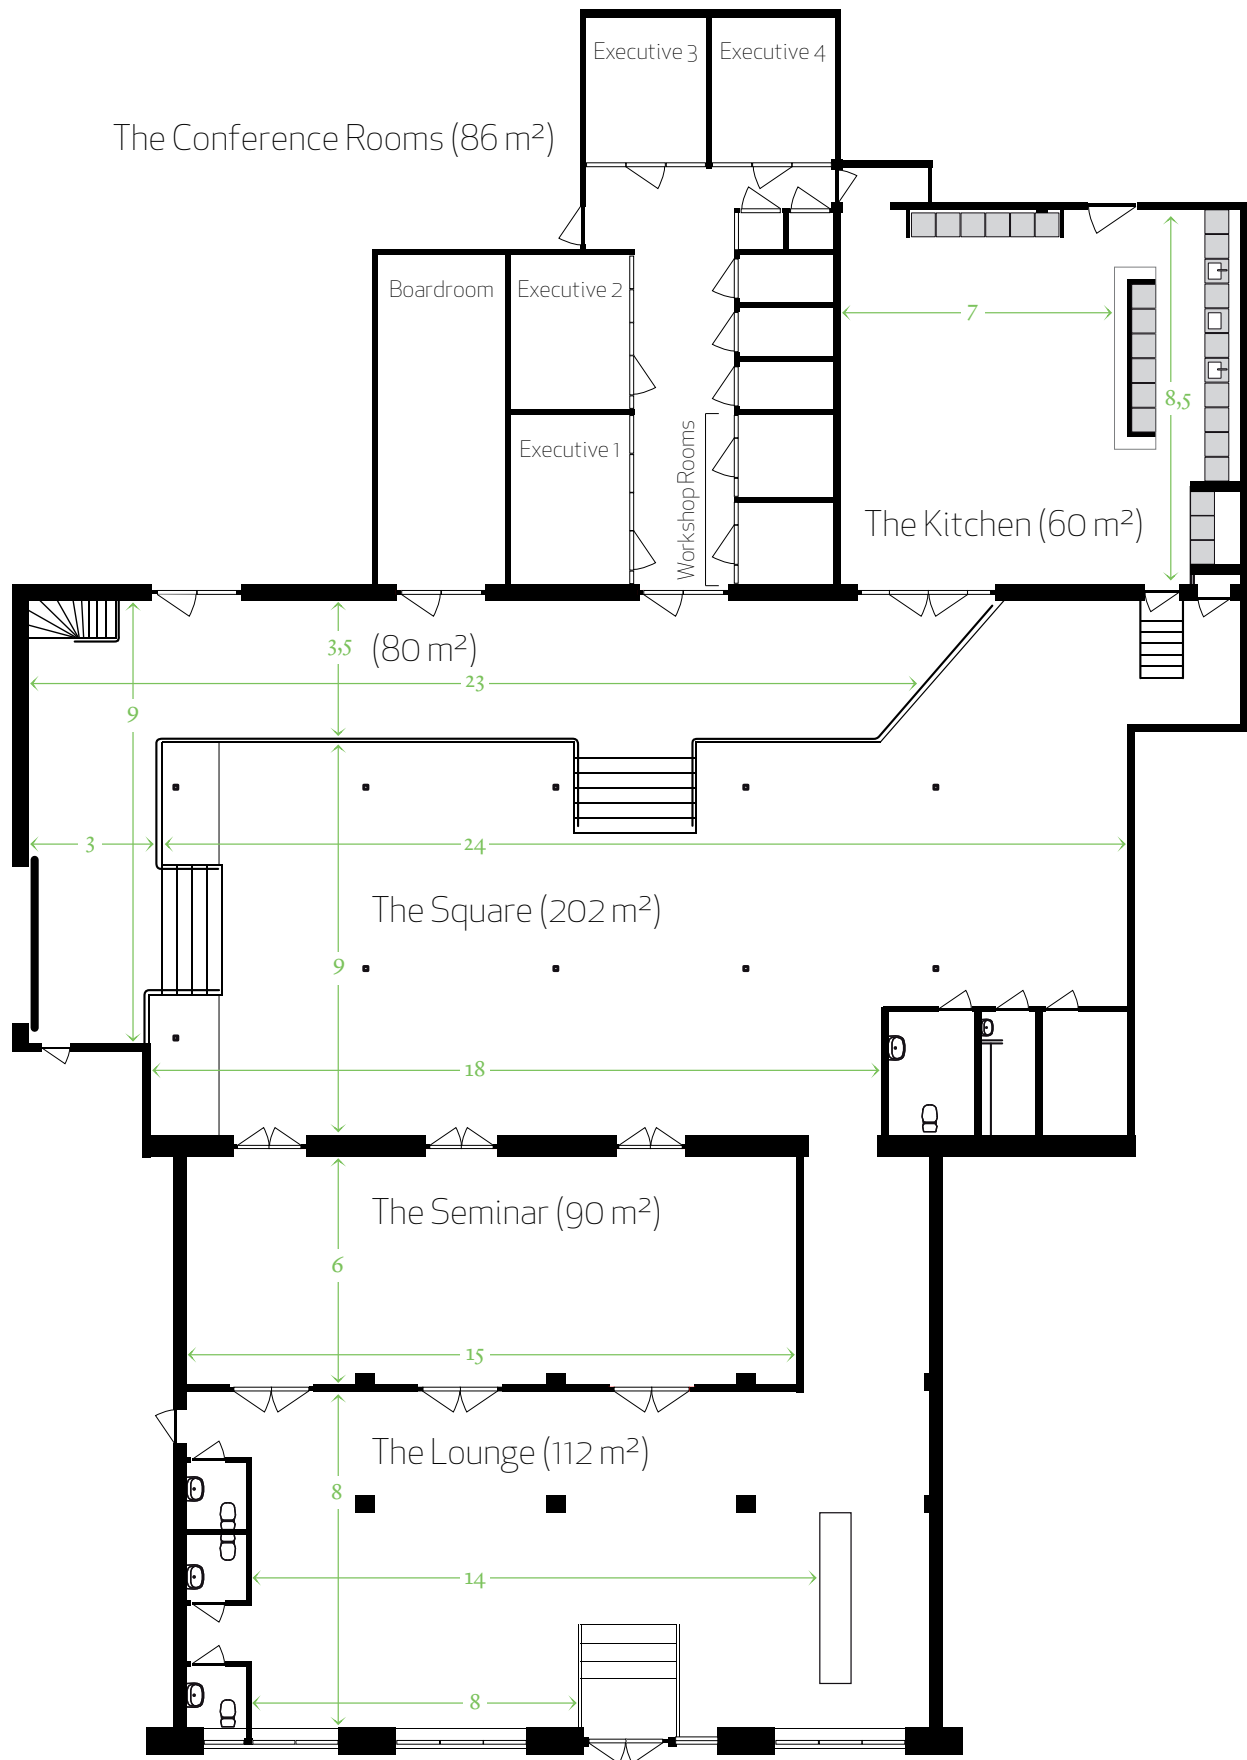 Executive 3
Executive 4
The Conference Rooms (86 m²)
Boardroom
Executive 2
7
8,5
Executive 1
Workshop Rooms
The Kitchen (60 m²)
3,5
(80 m²)
23
9
3
24
The Square (202 m²)
9
18
The Seminar (90 m²)
6
15
The Lounge (112 m²)
8
14
8